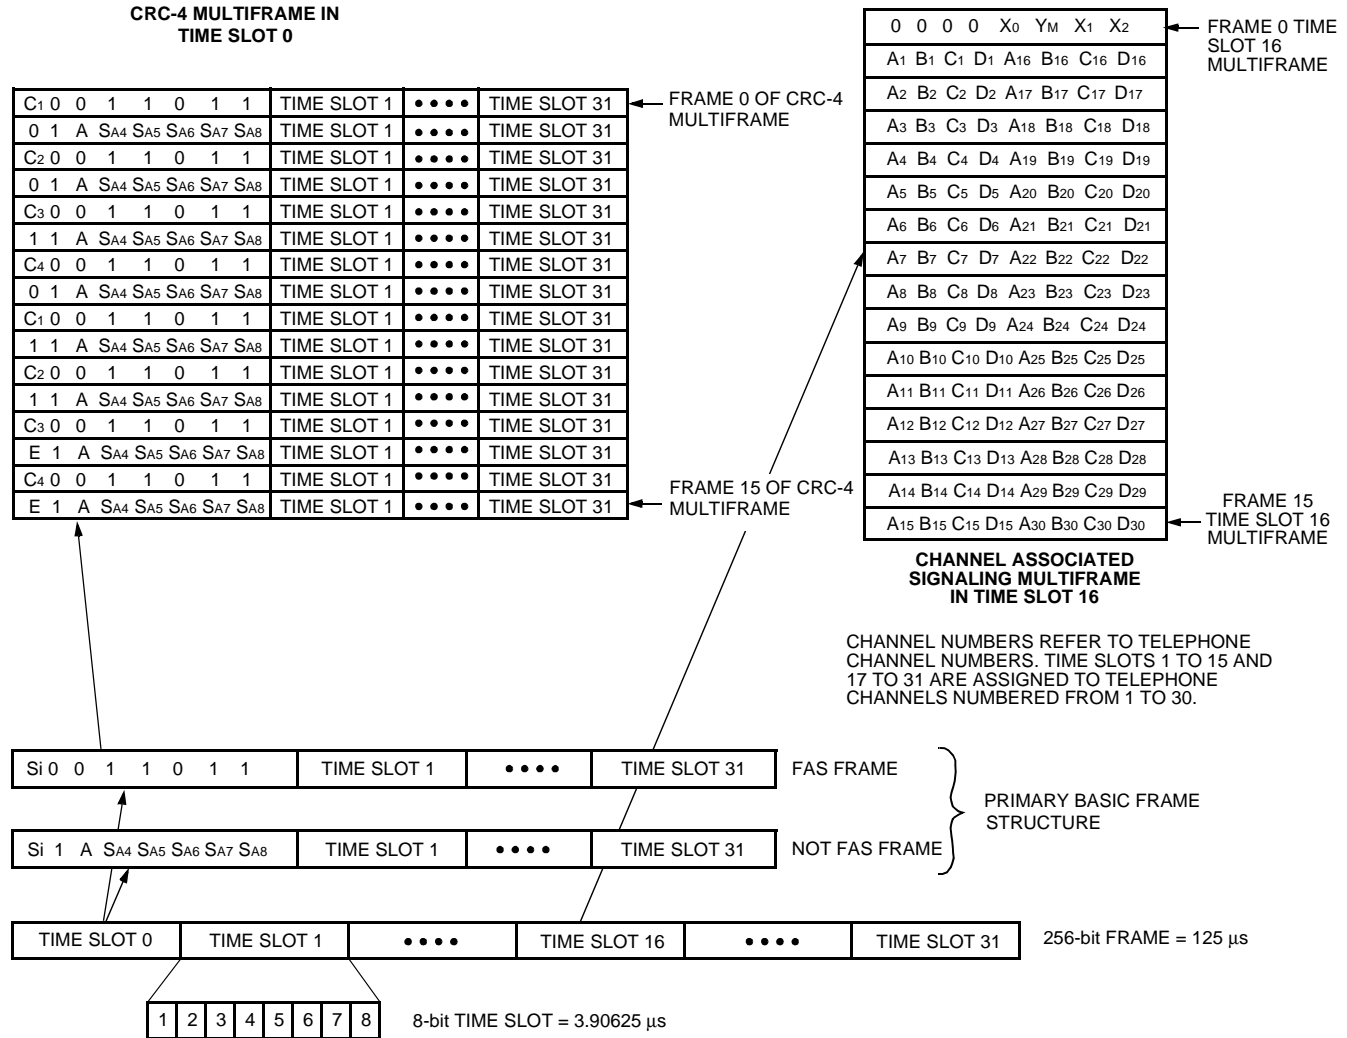 CRC-4 MULTIFRAME IN
TIME SLOT 0
C1 0 0 1 1 0 1 1 TIME SLOT 1 •••• TIME SLOT 31
0 1 A SA4 SA5 SA6 SA7 SA8 TIME SLOT 1 •••• TIME SLOT 31
C2 0 0 1 1 0 1 1 TIME SLOT 1 •••• TIME SLOT 31
0 1 A SA4 SA5 SA6 SA7 SA8 TIME SLOT 1 •••• TIME SLOT 31
C3 0 0 1 1 0 1 1 TIME SLOT 1 •••• TIME SLOT 31
1 1 A SA4 SA5 SA6 SA7 SA8 TIME SLOT 1 •••• TIME SLOT 31
C4 0 0 1 1 0 1 1 TIME SLOT 1 •••• TIME SLOT 31
0 1 A SA4 SA5 SA6 SA7 SA8 TIME SLOT 1 •••• TIME SLOT 31
C1 0 0 1 1 0 1 1 TIME SLOT 1 •••• TIME SLOT 31
1 1 A SA4 SA5 SA6 SA7 SA8 TIME SLOT 1 •••• TIME SLOT 31
C2 0 0 1 1 0 1 1 TIME SLOT 1 •••• TIME SLOT 31
1 1 A SA4 SA5 SA6 SA7 SA8 TIME SLOT 1 •••• TIME SLOT 31
C3 0 0 1 1 0 1 1 TIME SLOT 1 •••• TIME SLOT 31
E 1 A SA4 SA5 SA6 SA7 SA8 TIME SLOT 1 •••• TIME SLOT 31
C4 0 0 1 1 0 1 1 TIME SLOT 1 •••• TIME SLOT 31
E 1 A SA4 SA5 SA6 SA7 SA8 TIME SLOT 1 •••• TIME SLOT 31
FRAME 0 OF CRC-4
MULTIFRAME
FRAME 15 OF CRC-4
MULTIFRAME
0 0 0 0 X0 YM X1 X2
A1 B1 C1 D1 A16 B16 C16 D16
A2 B2 C2 D2 A17 B17 C17 D17
A3 B3 C3 D3 A18 B18 C18 D18
A4 B4 C4 D4 A19 B19 C19 D19
A5 B5 C5 D5 A20 B20 C20 D20
A6 B6 C6 D6 A21 B21 C21 D21
A7 B7 C7 D7 A22 B22 C22 D22
A8 B8 C8 D8 A23 B23 C23 D23
A9 B9 C9 D9 A24 B24 C24 D24
A10 B10 C10 D10 A25 B25 C25 D25
A11 B11 C11 D11 A26 B26 C26 D26
A12 B12 C12 D12 A27 B27 C27 D27
A13 B13 C13 D13 A28 B28 C28 D28
A14 B14 C14 D14 A29 B29 C29 D29
A15 B15 C15 D15 A30 B30 C30 D30
FRAME 0 TIME
SLOT 16
MULTIFRAME
FRAME 15
TIME SLOT 16
MULTIFRAME
CHANNEL ASSOCIATED
SIGNALING MULTIFRAME
IN TIME SLOT 16
CHANNEL NUMBERS REFER TO TELEPHONE
CHANNEL NUMBERS. TIME SLOTS 1 TO 15 AND
17 TO 31 ARE ASSIGNED TO TELEPHONE
CHANNELS NUMBERED FROM 1 TO 30.
Si 0 0 1 1 0 1 1 TIME SLOT 1 •••• TIME SLOT 31 FAS FRAME
Si 1 A SA4 SA5 SA6 SA7 SA8 TIME SLOT 1 •••• TIME SLOT 31 NOT FAS FRAME
PRIMARY BASIC FRAME
STRUCTURE
TIME SLOT 0 TIME SLOT 1 •••• TIME SLOT 16 •••• TIME SLOT 31 256-bit FRAME = 125 μs
1 2 3 4 5 6 7 8 8-bit TIME SLOT = 3.90625 μs